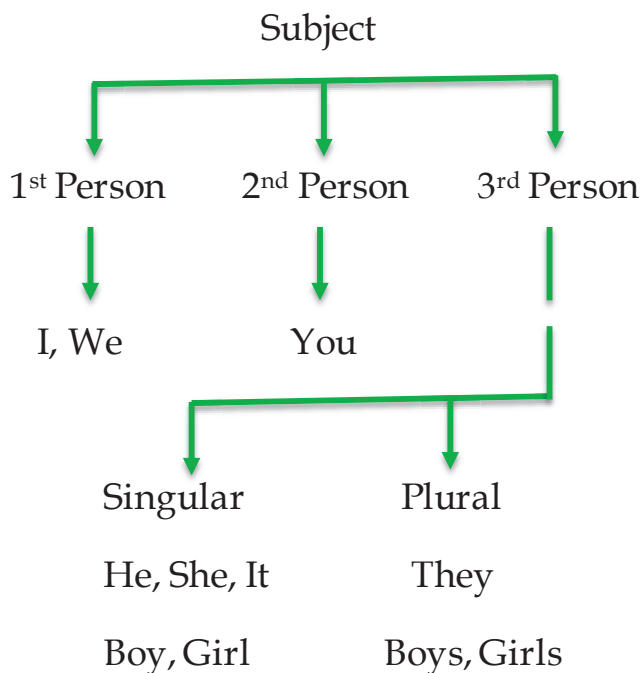 Subject
1st Person 2nd Person 3rd Person
I, We You
Singular Plural
He, She, It They
Boy, Girl Boys, Girls